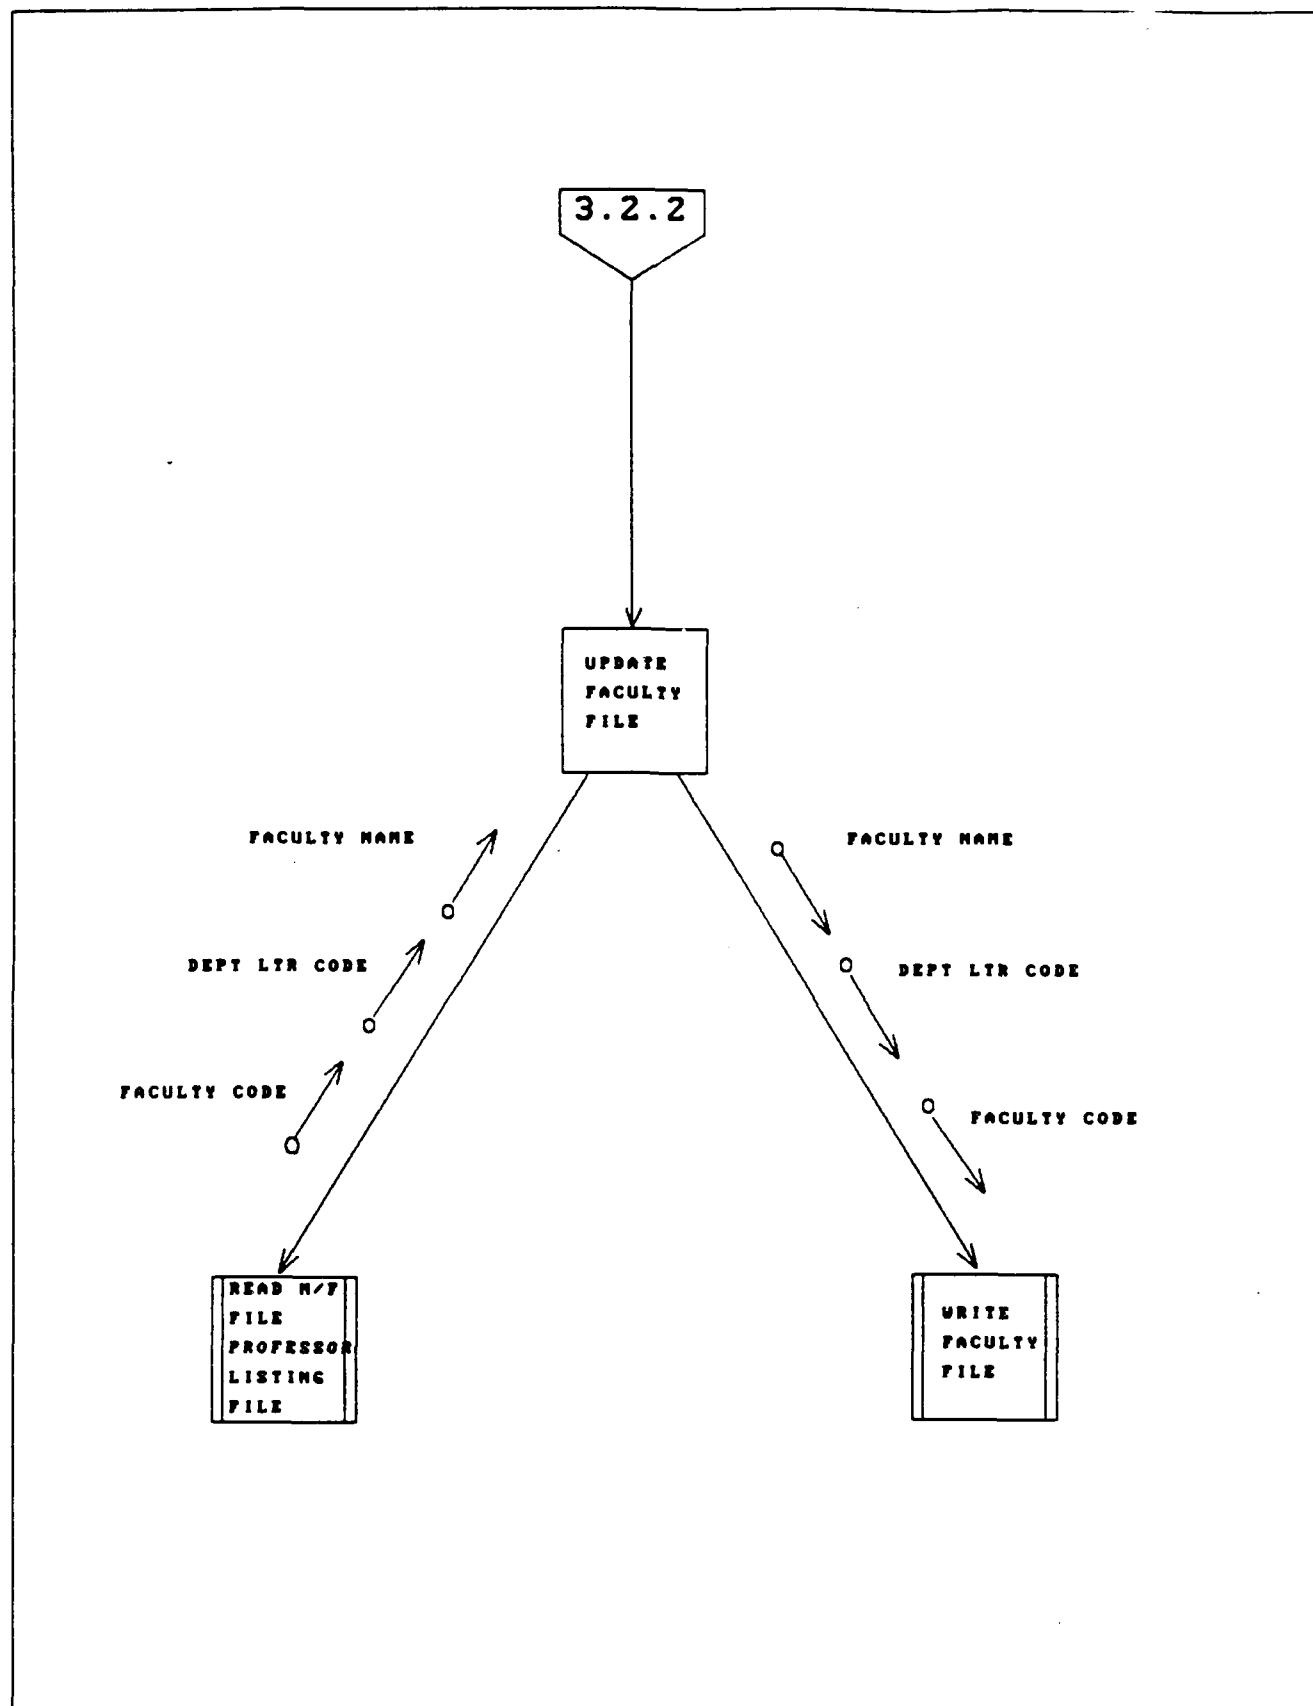 3.2.2
UPDATE
FACULTY
FILE
FACULTY NAME
FACULTY NAME
DEPT LTR CODE
DEPT LTR CODE
FACULTY CODE
FACULTY CODE
READ M/F
FILE
PROFESSOR
LISTING
FILE
WRITE
FACULTY
FILE